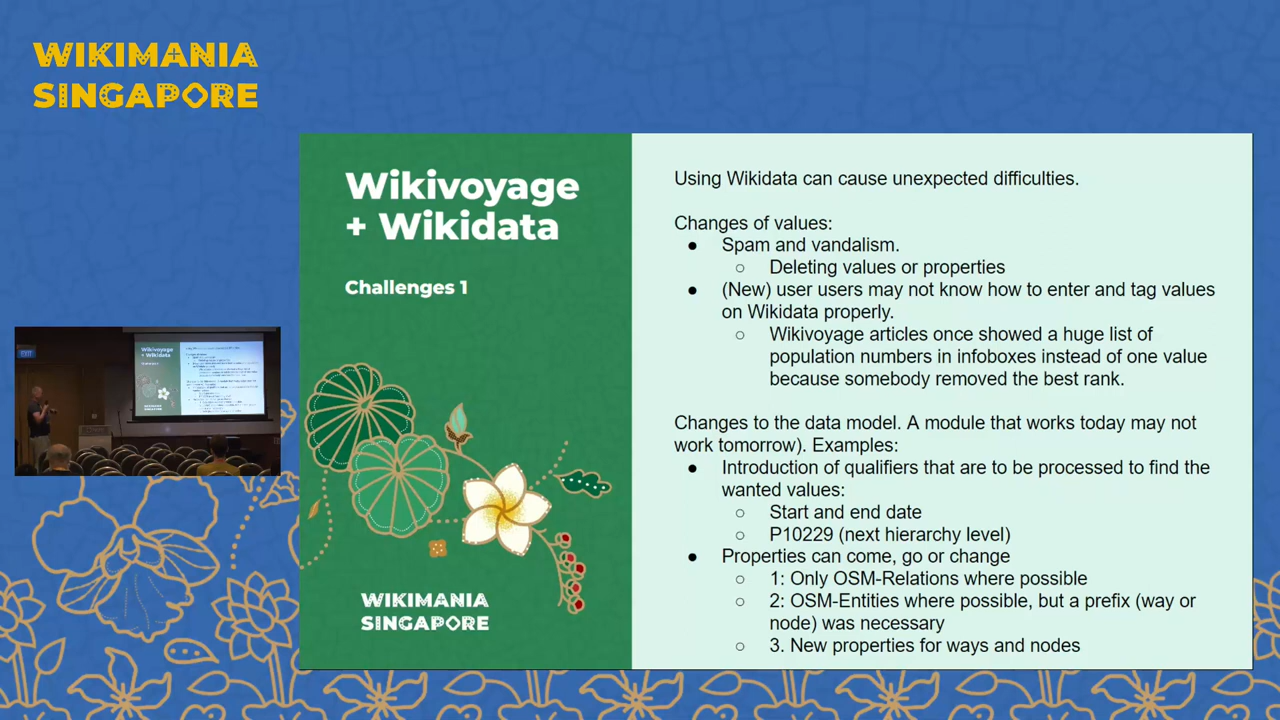 WIKIMANIA
SINGAPORE
Wikivoyage
+ Wikidata
Challenges 1
WIKIMANIA
SINGAPORE
Using Wikidata can cause unexpected difficulties.
Changes of values:
● Spam and vandalism.
○ Deleting values or properties
● (New) user users may not know how to enter and tag values
on Wikidata properly.
○ Wikivoyage articles once showed a huge list of
population numbers in infoboxes instead of one value
because somebody removed the best rank.
Changes to the data model. A module that works today may not
work tomorrow). Examples:
● Introduction of qualifiers that are to be processed to find the
wanted values:
○ Start and end date
○ P10229 (next hierarchy level)
● Properties can come, go or change
○ 1: Only OSM-Relations where possible
○ 2: OSM-Entities where possible, but a prefix (way or
node) was necessary
○ 3. New properties for ways and nodes
EXIT
Wikivoyage
+ Wikidata
WIKIMANIA
SINGAPORE